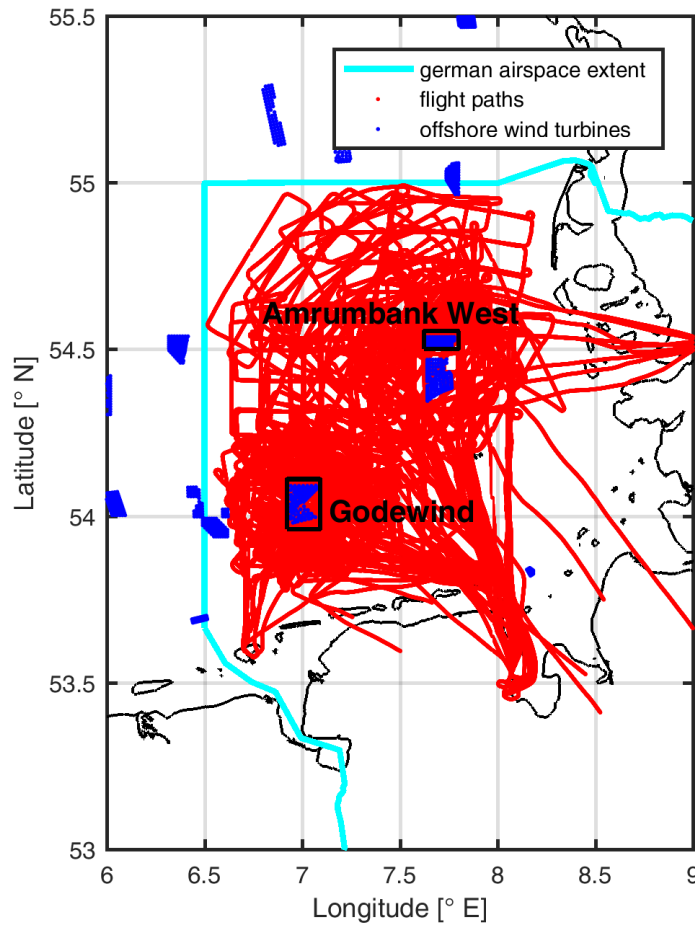 55.5
german airspace extent
flight paths
offshore wind turbines
55
Amrumbank West
54.5
Latitude [° N]
54
Godewind
53.5
53
6
6.5
7
7.5
8
8.5
9
Longitude [° E]